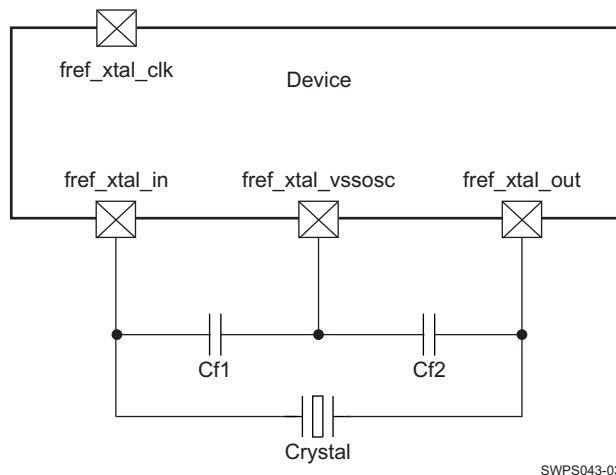 fref_xtal_clk
Device
fref_xtal_in fref_xtal_vssosc fref_xtal_out
Cf1 Cf2
Crystal